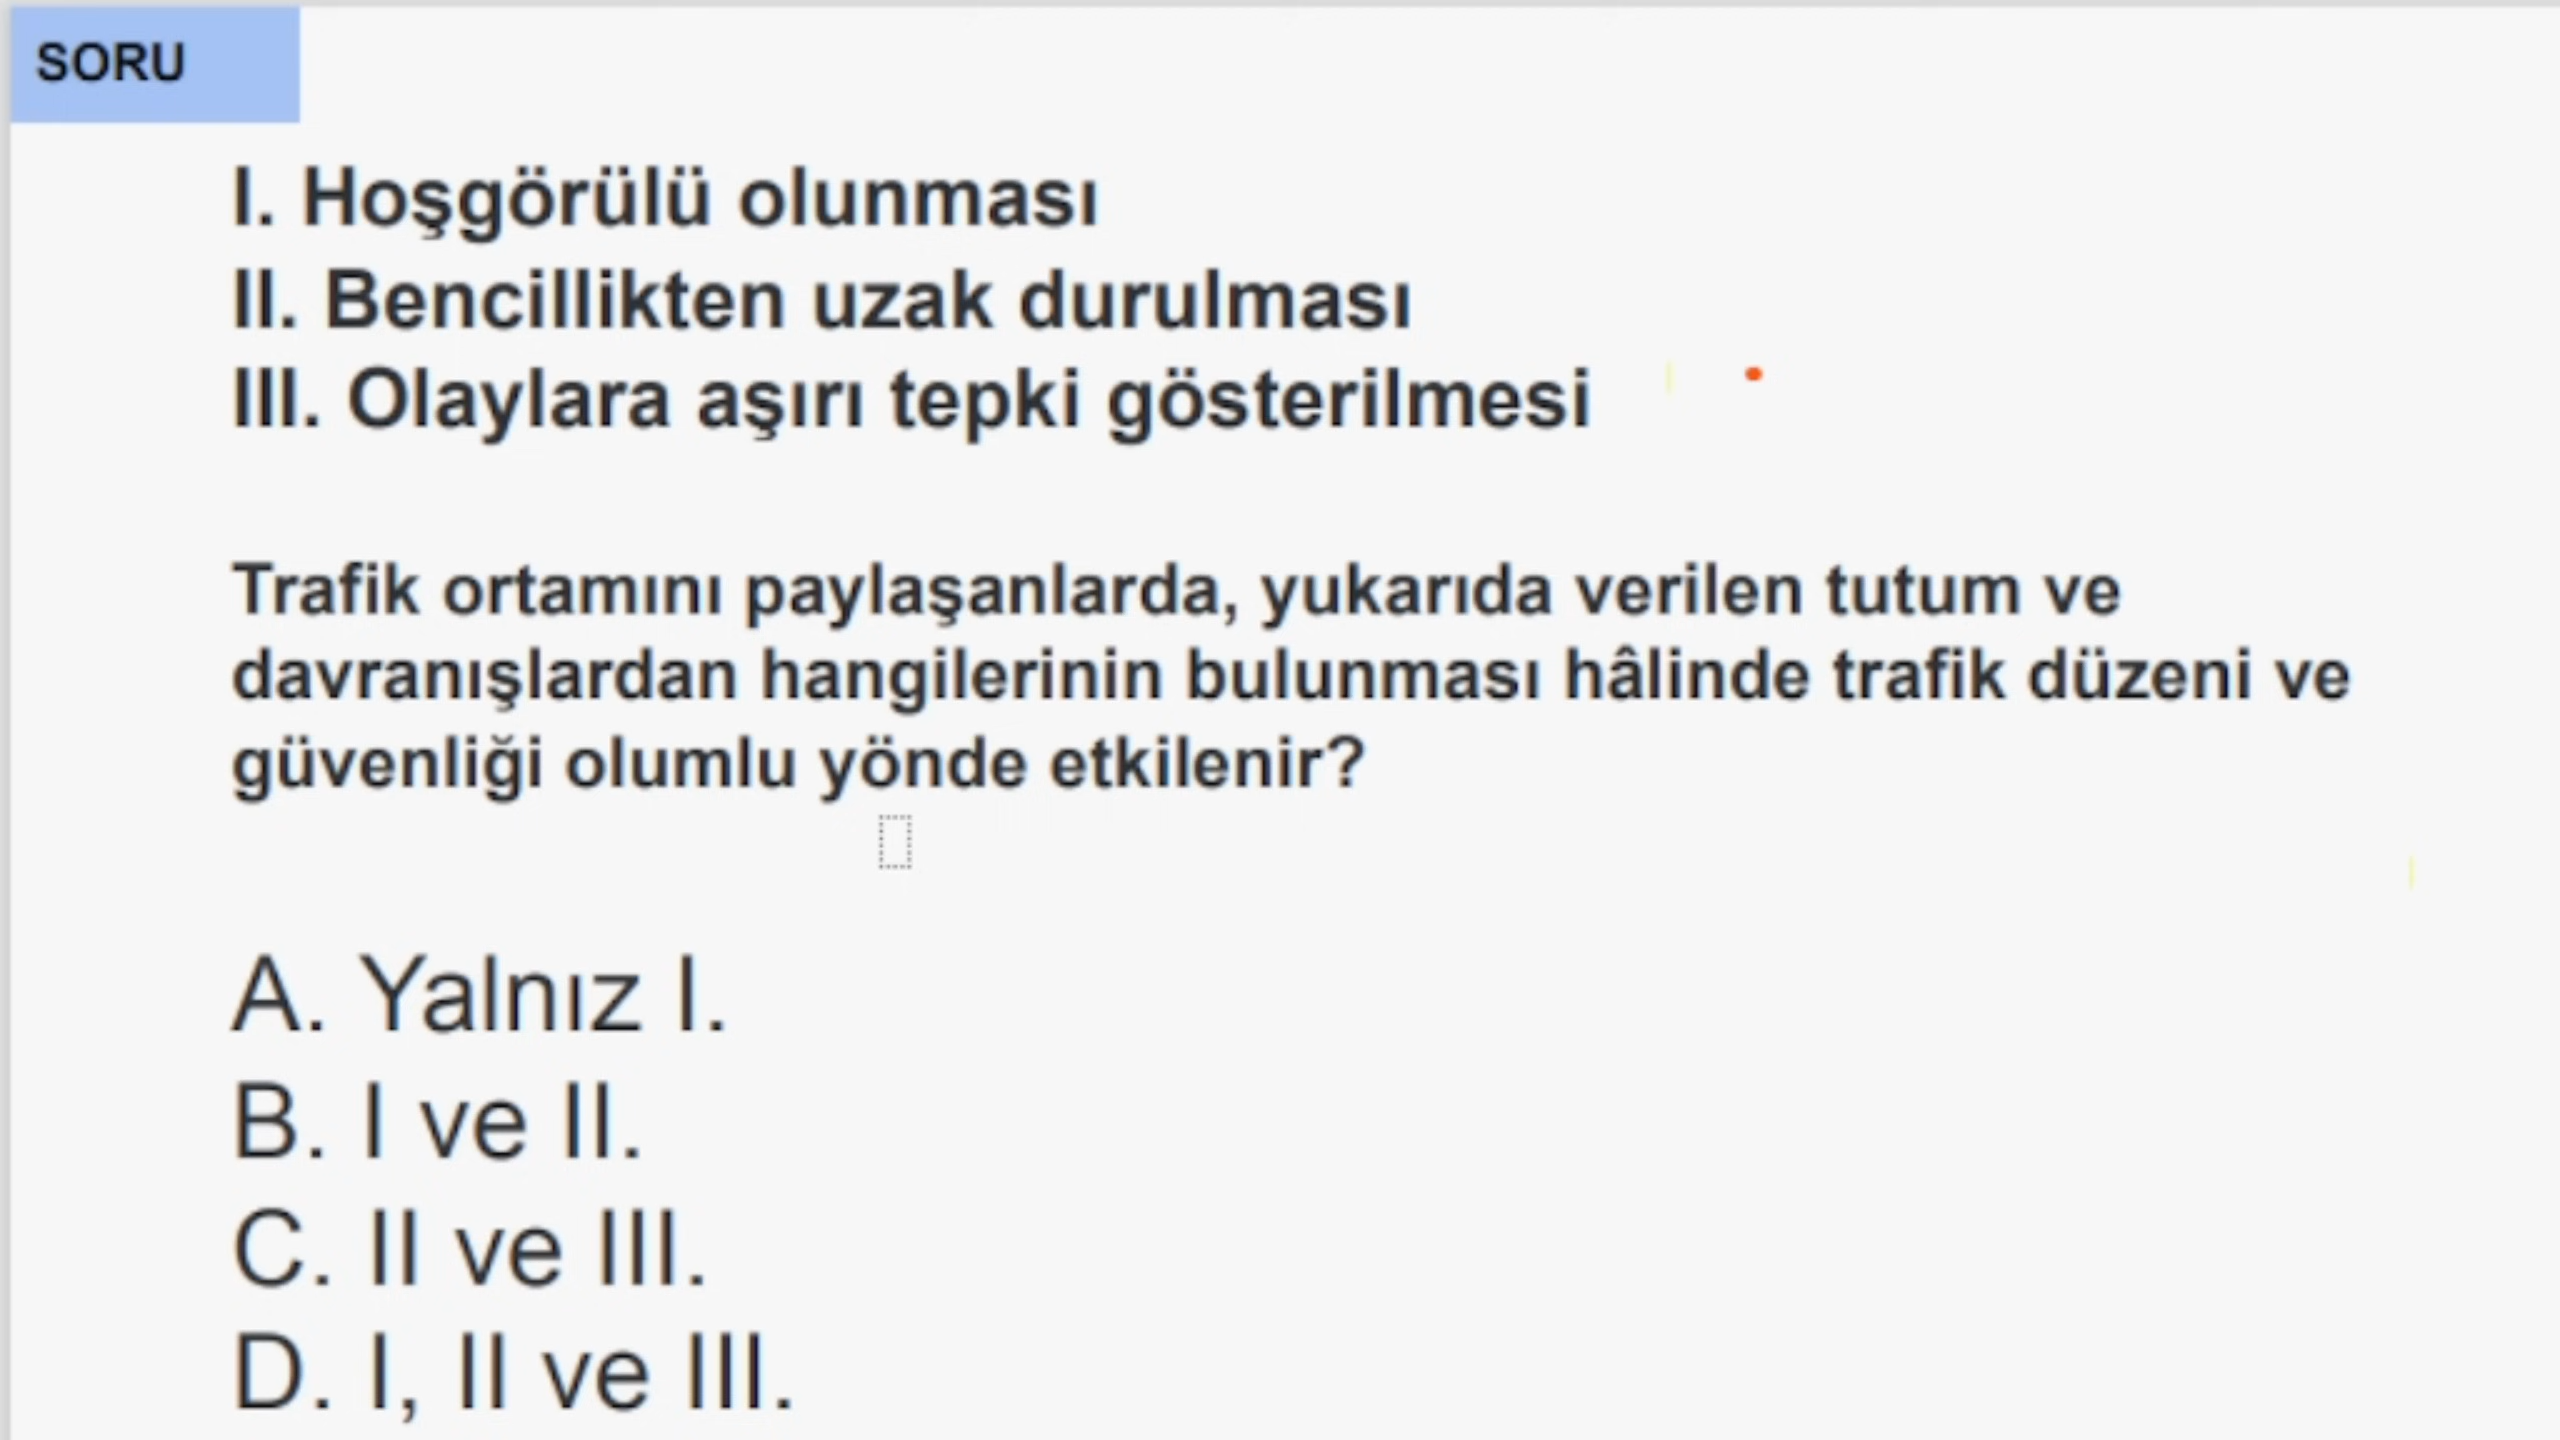 SORU
I. Hoşgörülü olunması
II. Bencillikten uzak durulması
III. Olaylara aşırı tepki gösterilmesi
Trafik ortamını paylaşanlarda, yukarıda verilen tutum ve
davranışlardan hangilerinin bulunması hâlinde trafik düzeni ve
güvenliği olumlu yönde etkilenir?
A. Yalnız I.
B. I ve II.
C. II ve III.
D. I, II ve III.